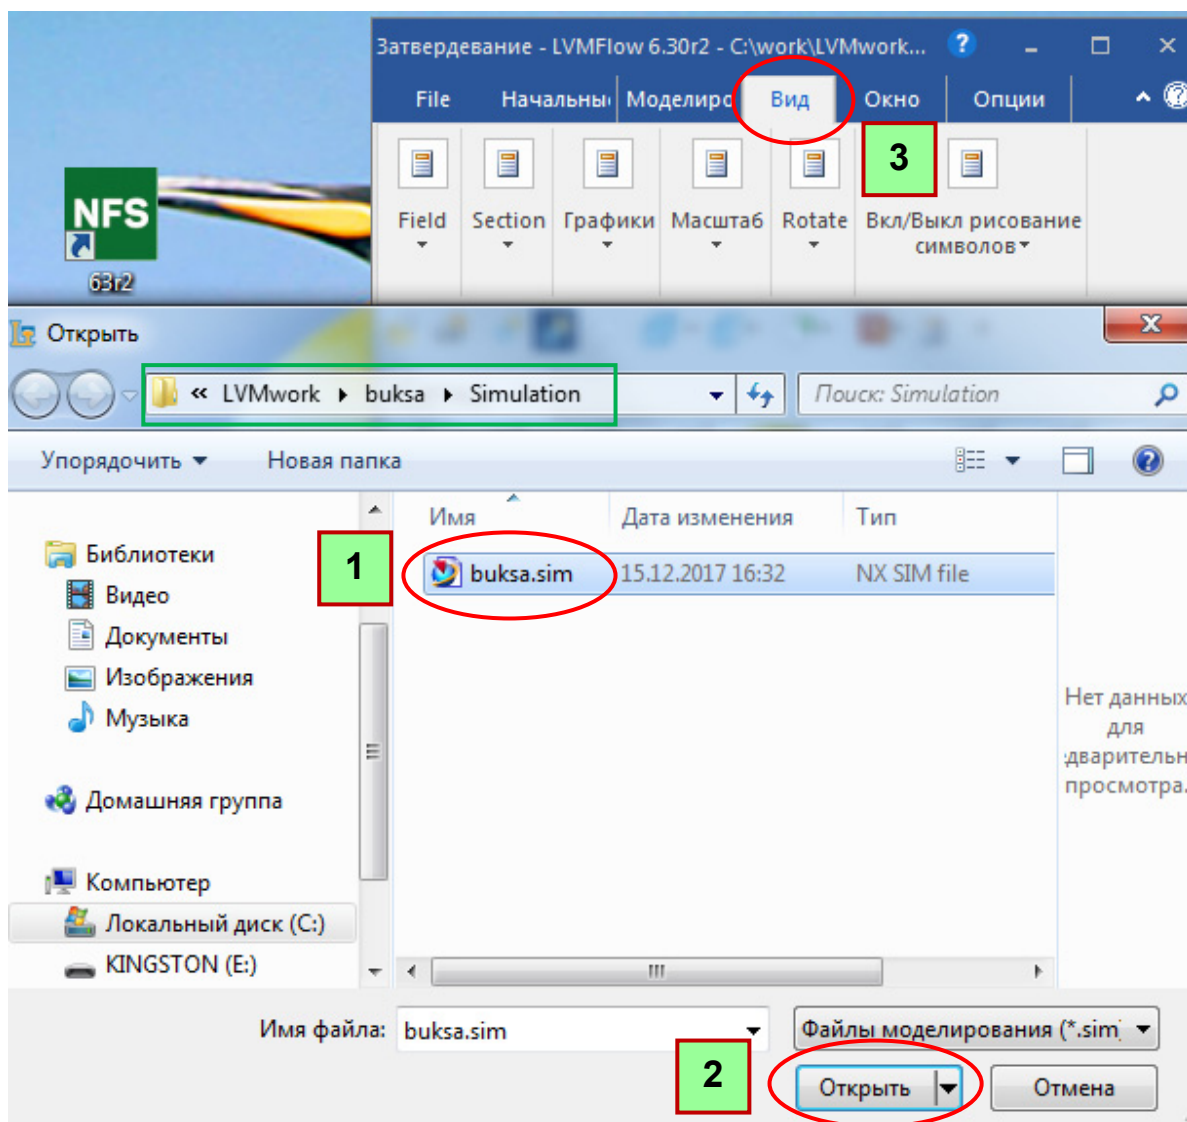 Затвердевание - LVMFlow 6.30r2 - C:\work\LVMwork...
File Начальны Моделиро Вид Окно Опции
3
NFS
63r2
Field Section Графики Масштаб Rotate Вкл/Выкл рисование
символов
Открыть
« LVMwork buksa Simulation
Поиск: Simulation
Упорядочить Новая папка
Имя Дата изменения Тип
1
buksa.sim 15.12.2017 16:32 NX SIM file
Библиотеки
Видео
Документы
Изображения
Музыка
Домашняя группа
Компьютер
Локальный диск (C:)
KINGSTON (E:)
Нет данных
для
дварительн
просмотра.
Имя файла: buksa.sim Файлы моделирования (*.sim)
2
Открыть Отмена